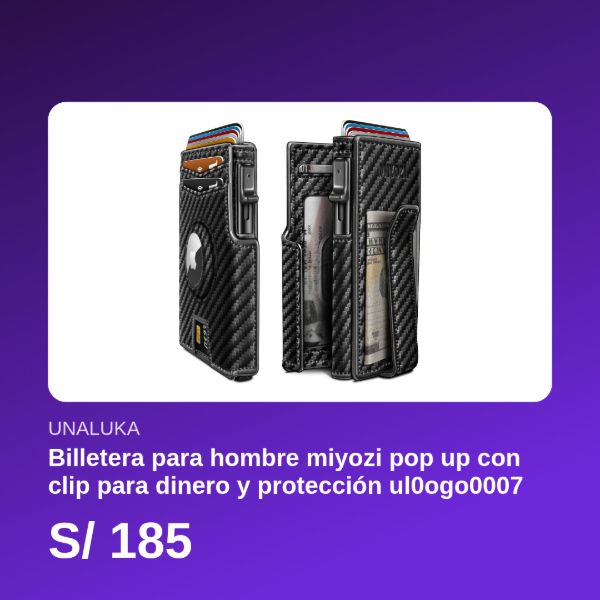 UNALUKA
Billetera para hombre miyozi pop up con
clip para dinero y protección ul0ogo0007
S/ 185